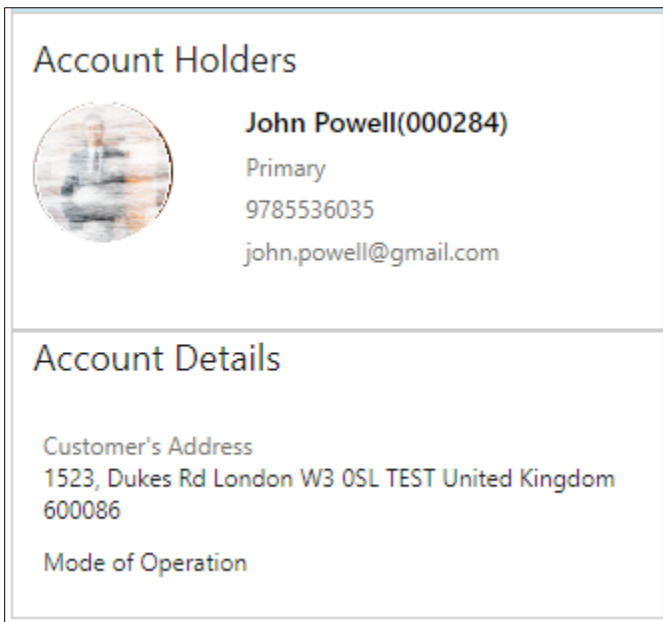 Account Holders
John Powell(000284)
Primary
9785536035
john.powell@gmail.com
Account Details
Customer's Address
1523, Dukes Rd London W3 0SL TEST United Kingdom
600086
Mode of Operation